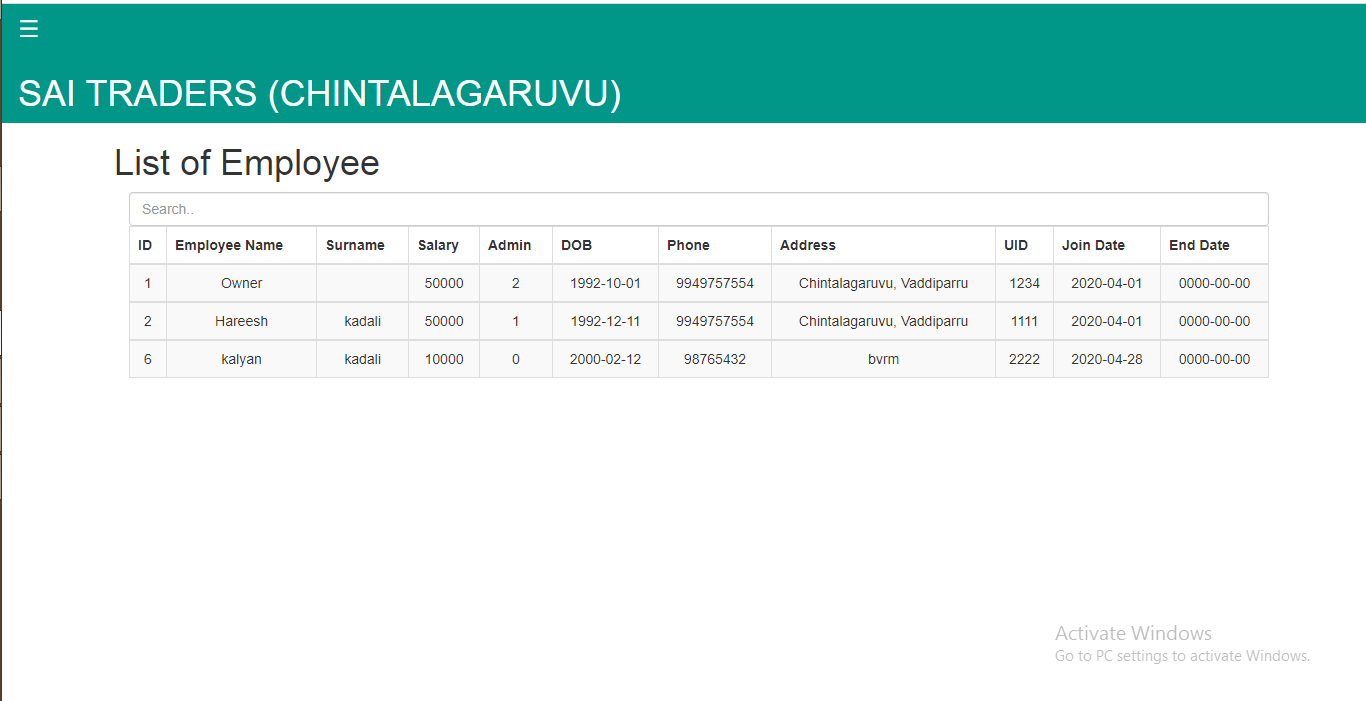 ☰
SAI TRADERS (CHINTALAGARUVU)
List of Employee
Search..
ID Employee Name Surname Salary Admin DOB Phone Address UID Join Date End Date
1 Owner 50000 2 1992-10-01 9949757554 Chintalagaruvu, Vaddiparru 1234 2020-04-01 0000-00-00
2 Hareesh kadali 50000 1 1992-12-11 9949757554 Chintalagaruvu, Vaddiparru 1111 2020-04-01 0000-00-00
6 kalyan kadali 10000 0 2000-02-12 98765432 bvrm 2222 2020-04-28 0000-00-00
Activate Windows
Go to PC settings to activate Windows.